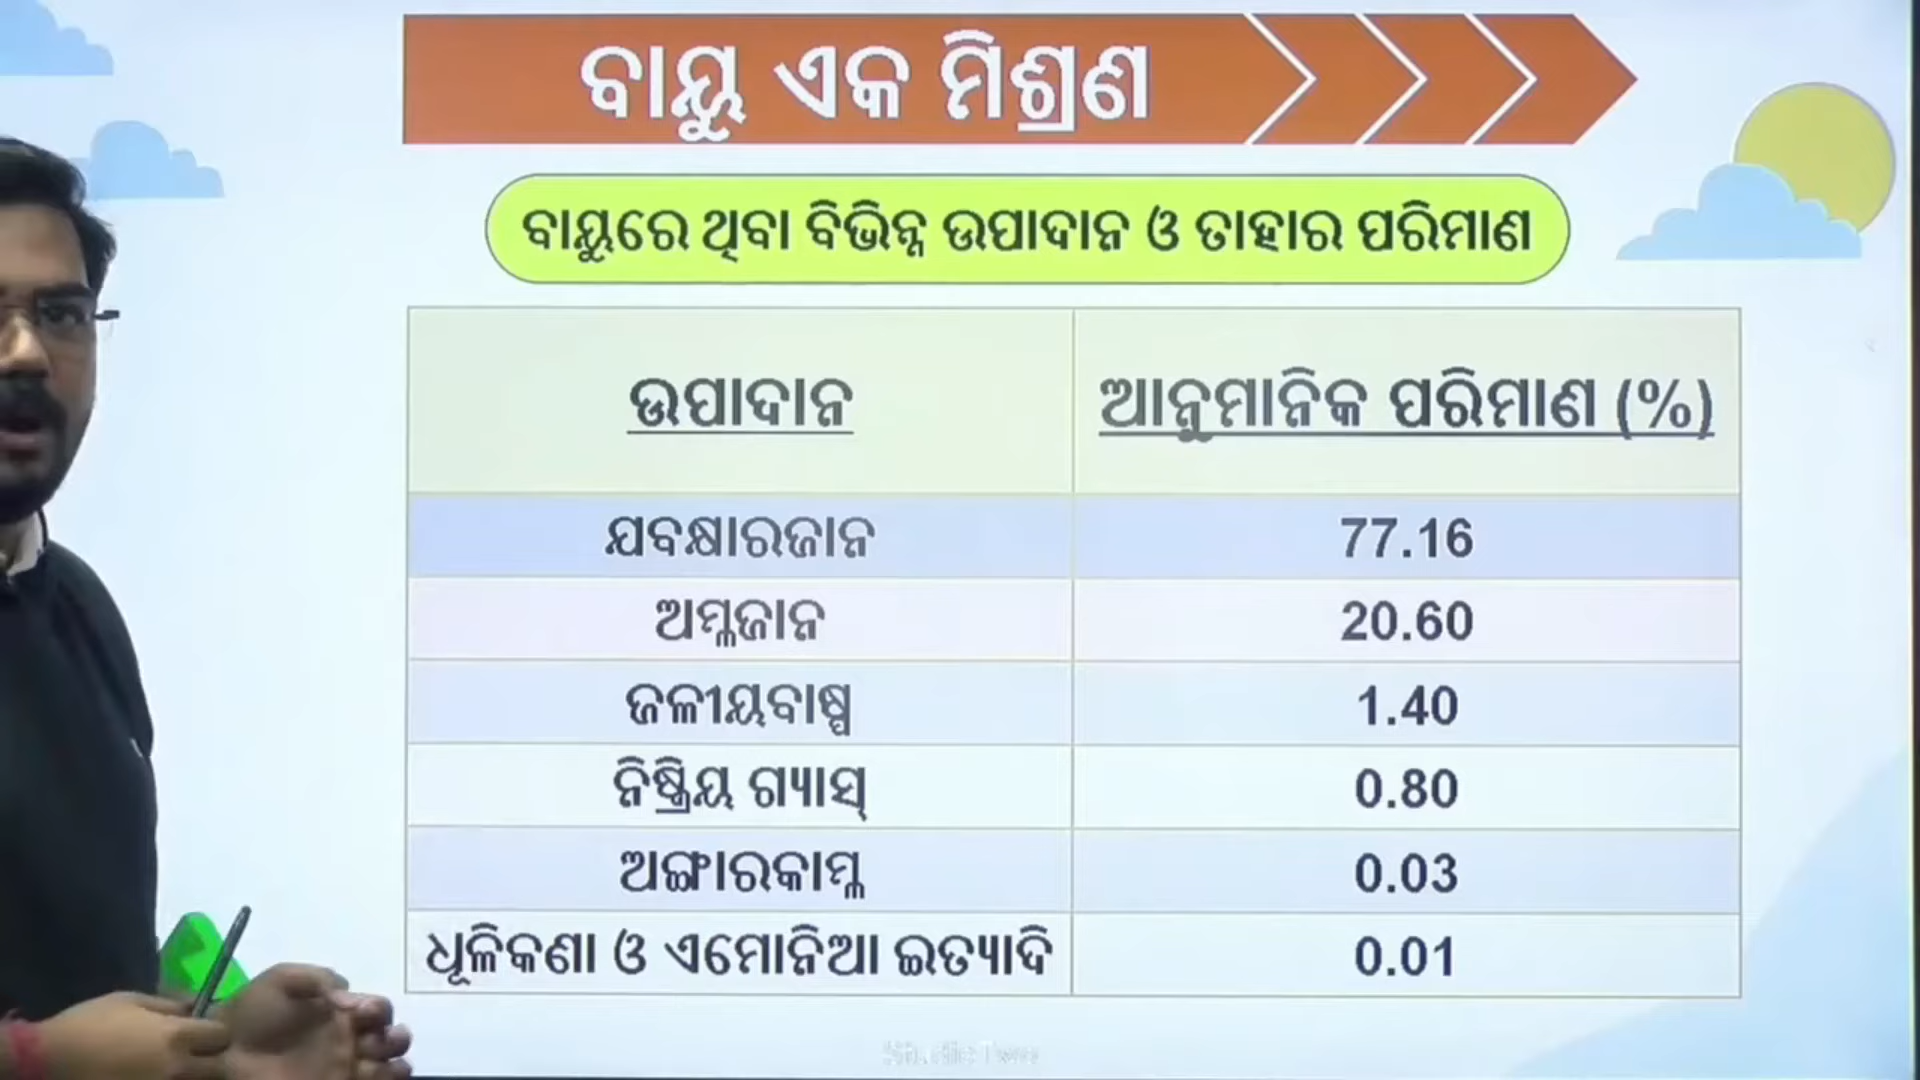 ବାୟୁ ଏକ ମିଶ୍ରଣ
ବାୟୁରେ ଥିବା ବିଭିନ୍ନ ଉପାଦାନ ଓ ତାହାର ପରିମାଣ
ଉପାଦାନ ଆନୁମାନିକ ପରିମାଣ (%)
ଯବକ୍ଷାରଜାନ 77.16
ଅମ୍ଳଜାନ 20.60
ଜଳୀୟବାଷ୍ପ 1.40
ନିଷ୍କ୍ରିୟ ଗ୍ୟାସ୍ 0.80
ଅଙ୍ଗାରକାମ୍ଳ 0.03
ଧୂଳିକଣା ଓ ଏମୋନିଆ ଇତ୍ୟାଦି 0.01